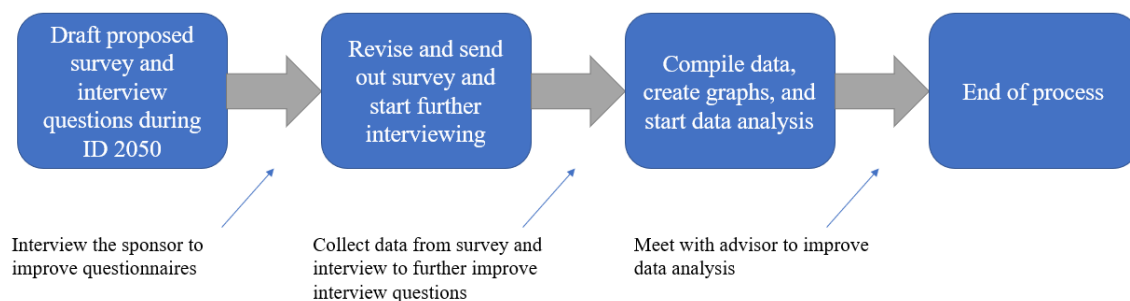 Draft proposed
survey and
interview
questions during
ID 2050
Revise and send
out survey and
start further
interviewing
Compile data,
create graphs, and
start data analysis
End of process
Interview the sponsor to
improve questionnaires
Collect data from survey and
interview to further improve
interview questions
Meet with advisor to improve
data analysis